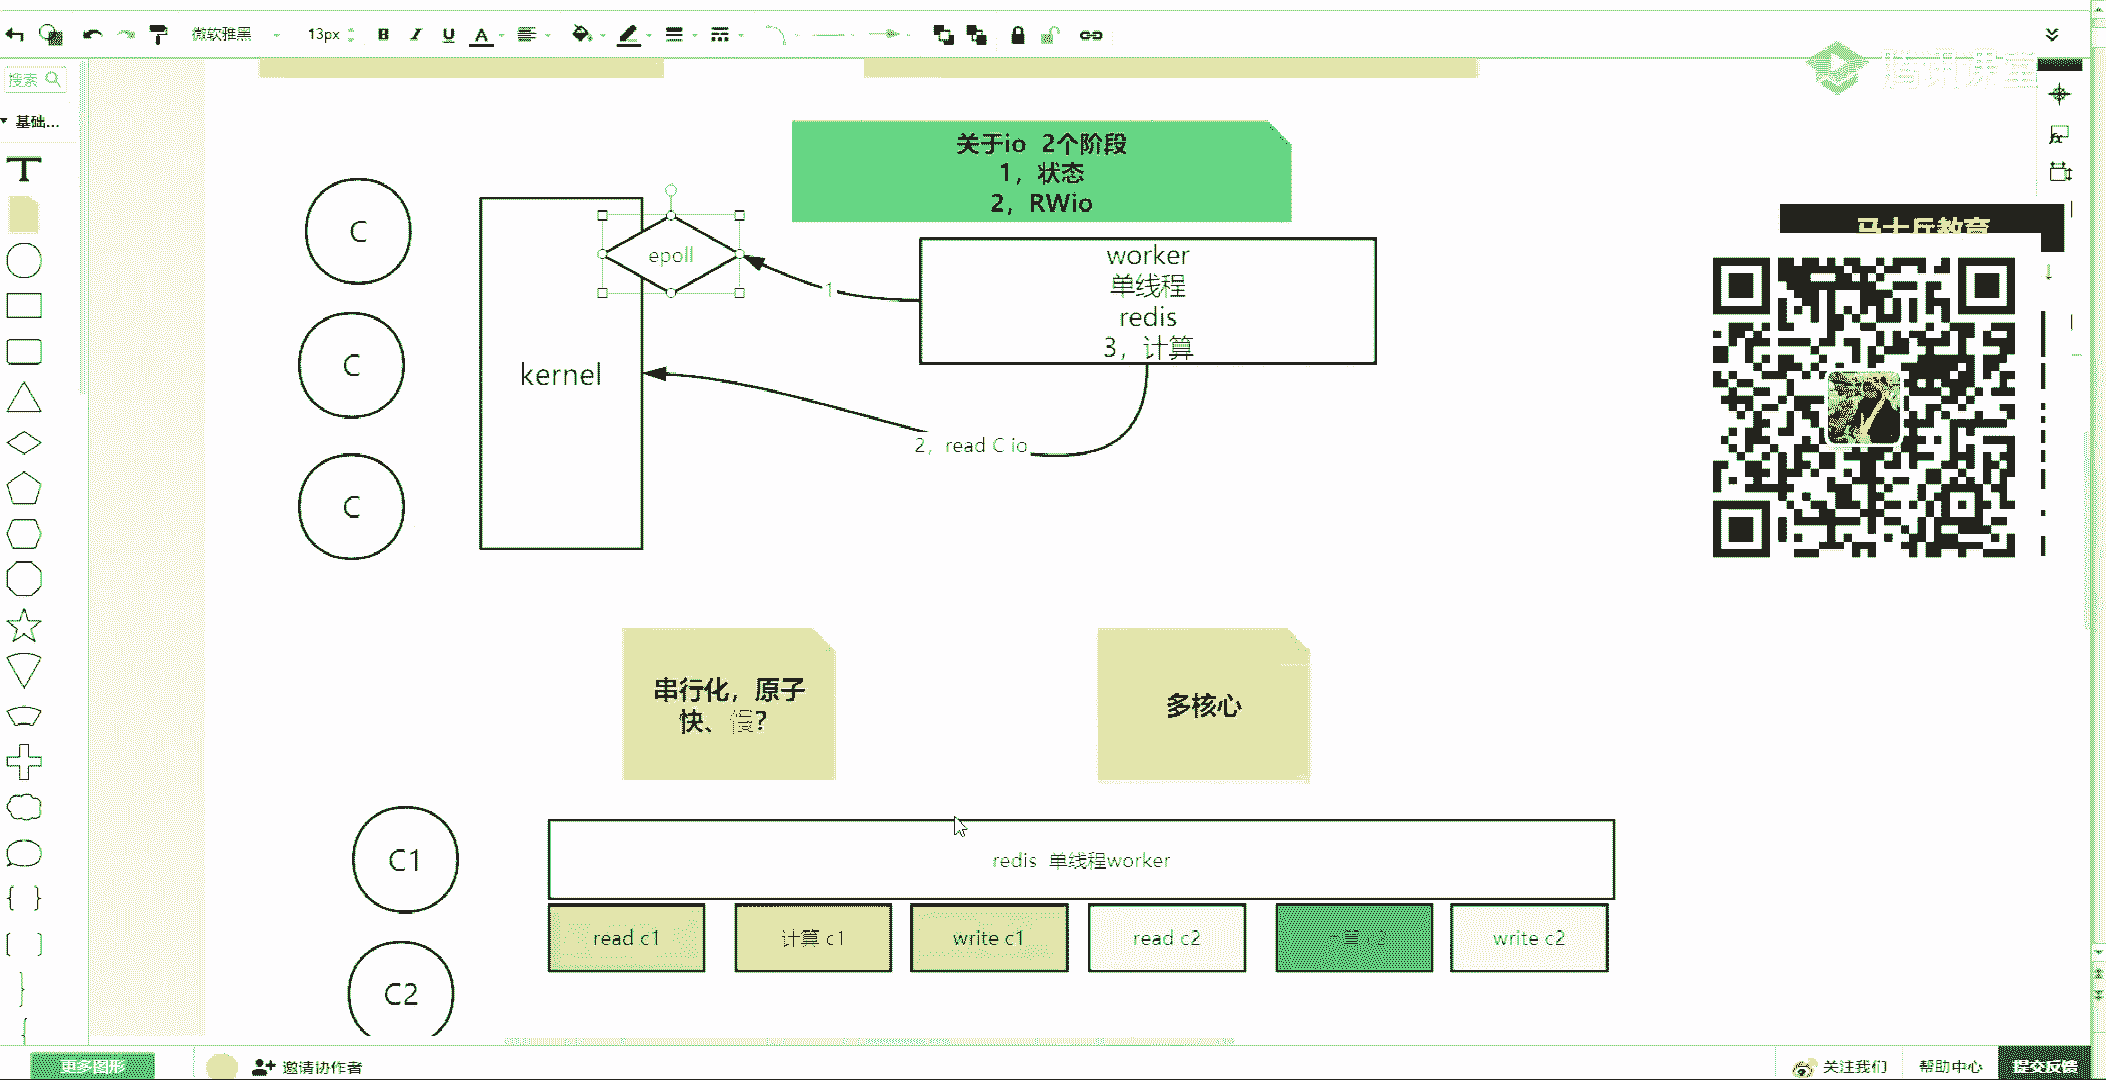 微软雅黑
13px
B
I
U
A
搜索
基础...
T
腾讯课堂
关于io 2个阶段
1，状态
2，RWio
C
C
C
kernel
epoll
1
worker
单线程
redis
3，计算
2，read C io
马士兵教育
串行化，原子
快、慢？
多核心
C1
C2
redis 单线程worker
read c1
计算 c1
write c1
read c2
计算 c2
write c2
更多图形
邀请协作者
关注我们
帮助中心
提交反馈